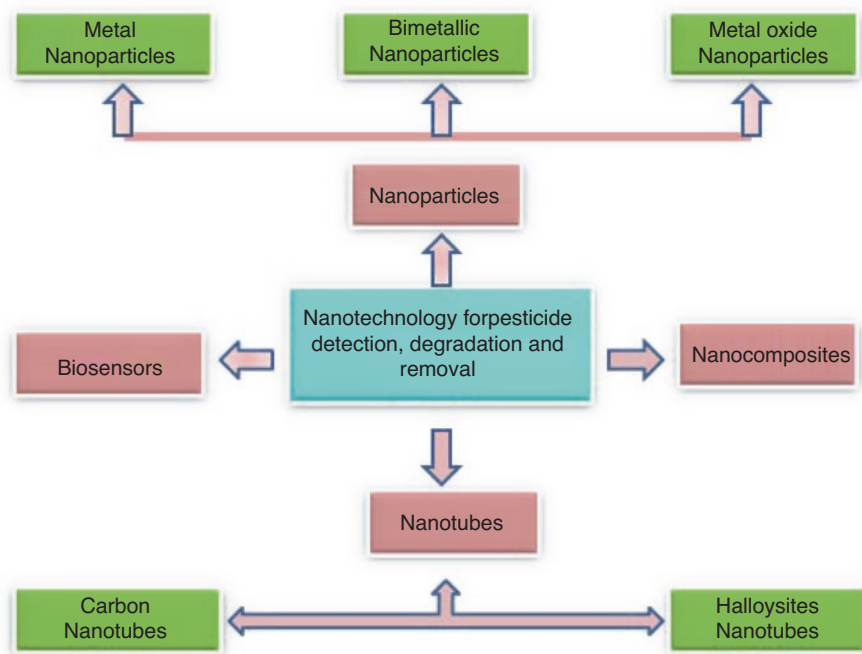 Metal
Nanoparticles
Bimetallic
Nanoparticles
Metal oxide
Nanoparticles
Nanoparticles
Nanotechnology forpesticide
detection, degradation and
removal
Biosensors
Nanocomposites
Nanotubes
Carbon
Nanotubes
Halloysites
Nanotubes